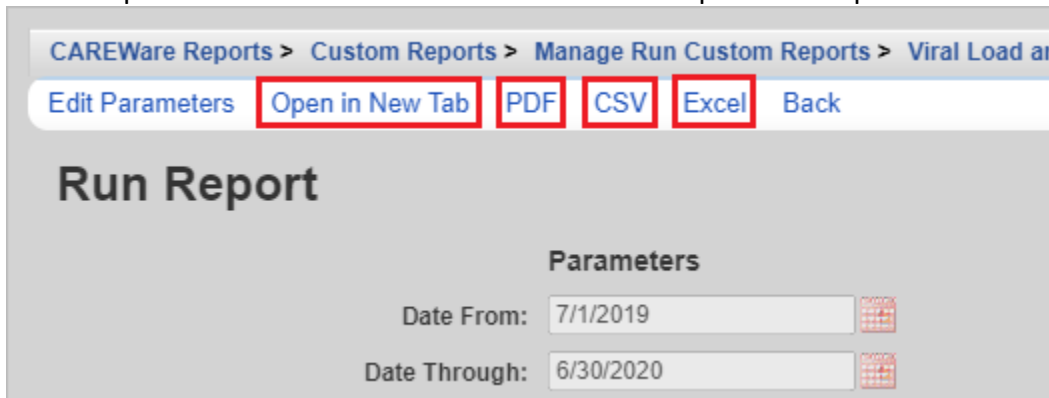 CAREWare Reports > Custom Reports > Manage Run Custom Reports > Viral Load
Edit Parameters Open in New Tab PDF CSV Excel Back
Run Report
Parameters
Date From: 7/1/2019
Date Through: 6/30/2020